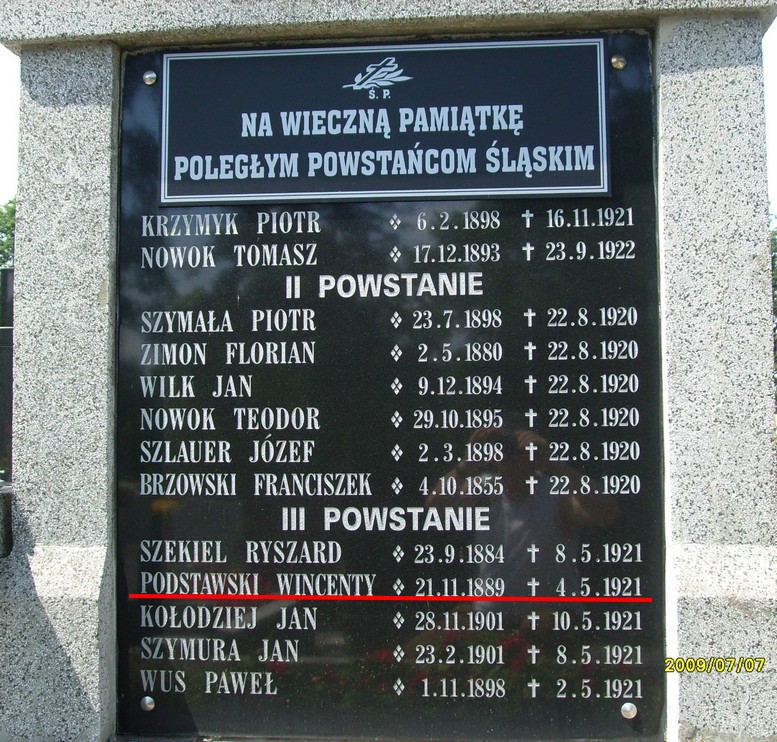 Ś. P.
NA WIECZNĄ PAMIĄTKĘ
POLEGŁYM POWSTAŃCOM ŚLĄSKIM
KRZYMYK PIOTR ❖ 6.2.1898 ✝ 16.11.1921
NOWOK TOMASZ ❖ 17.12.1893 ✝ 23.9.1922
II POWSTANIE
SZYMAŁA PIOTR ❖ 23.7.1898 ✝ 22.8.1920
ZIMON FLORIAN ❖ 2.5.1880 ✝ 22.8.1920
WILK JAN ❖ 9.12.1894 ✝ 22.8.1920
NOWOK TEODOR ❖ 29.10.1895 ✝ 22.8.1920
SZLAUER JÓZEF ❖ 2.3.1898 ✝ 22.8.1920
BRZOWSKI FRANCISZEK ❖ 4.10.1855 ✝ 22.8.1920
III POWSTANIE
SZEKIEL RYSZARD ❖ 23.9.1884 ✝ 8.5.1921
PODSTAWSKI WINCENTY ❖ 21.11.1889 ✝ 4.5.1921
KOŁODZIEJ JAN ❖ 28.11.1901 ✝ 10.5.1921
SZYMURA JAN ❖ 23.2.1901 ✝ 8.5.1921
WUS PAWEŁ ❖ 1.11.1898 ✝ 2.5.1921
2009/07/07